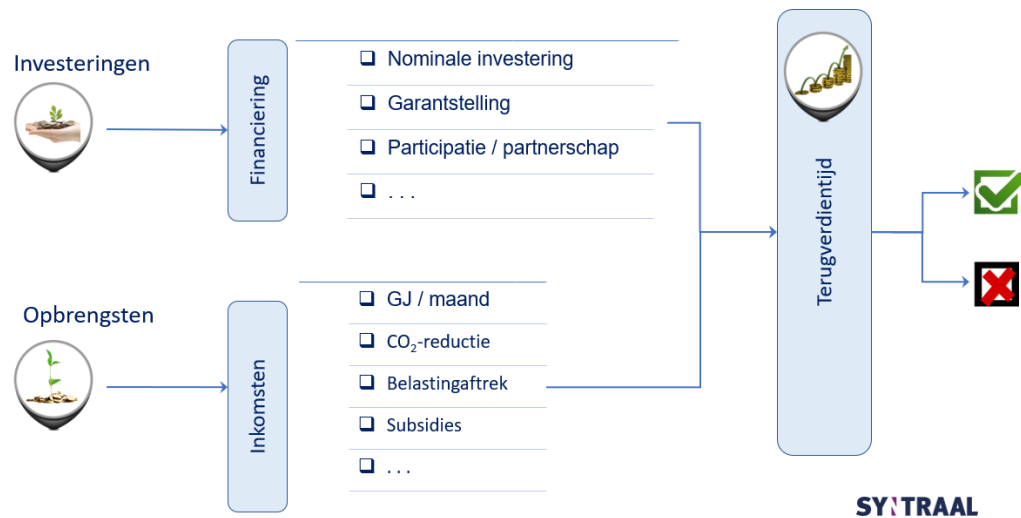 Investeringen
Financiering
Nominale investering
Garantstelling
Participatie / partnerschap
. . .
Opbrengsten
Inkomsten
GJ / maand
CO₂-reductie
Belastingaftrek
Subsidies
. . .
Terugverdientijd
SYNTRAAL